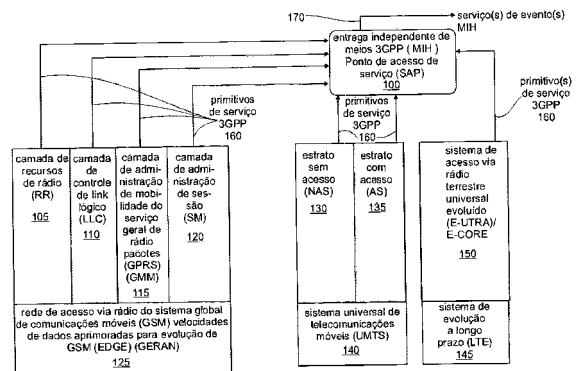 170
serviço(s) de evento(s)
MIH
entrega independente de
meios 3GPP ( MIH )
Ponto de acesso de
serviço (SAP)
100
primitivos
de serviço
3GPP
160
primitivos
de serviço
3GPP
160
primitivo(s)
de serviço
3GPP
160
camada de
recursos
de rádio
(RR)
105
camada
de
controle
de link
lógico
(LLC)
110
camada
de
administração
de mobi-
lidade do
serviço
geral de
rádio
pacotes
(GPRS)
(GMM)
115
camada
de admi-
nistração
de ses-
são
(SM)
120
rede de acesso via rádio do sistema global
de comunicações móveis (GSM) velocidades
de dados aprimoradas para evolução de
GSM (EDGE) (GERAN)
125
estrato
sem
acesso
(NAS)
130
estrato
com
acesso
(AS)
135
sistema universal de
telecomunicações
móveis (UMTS)
140
sistema de
acesso via
rádio
terrestre
universal
evoluído
(E-UTRA)/
E-CORE
150
sistema de
evolução
a longo
prazo (LTE)
145